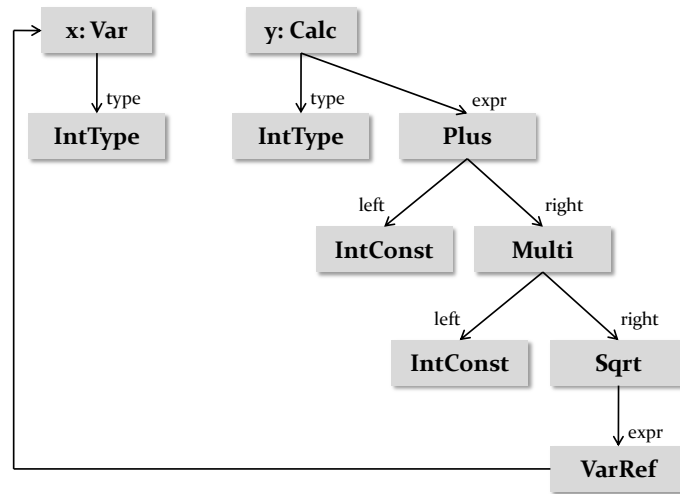 x: Var
y: Calc
type
type
expr
IntType
IntType
Plus
left
right
IntConst
Multi
left
right
IntConst
Sqrt
expr
VarRef